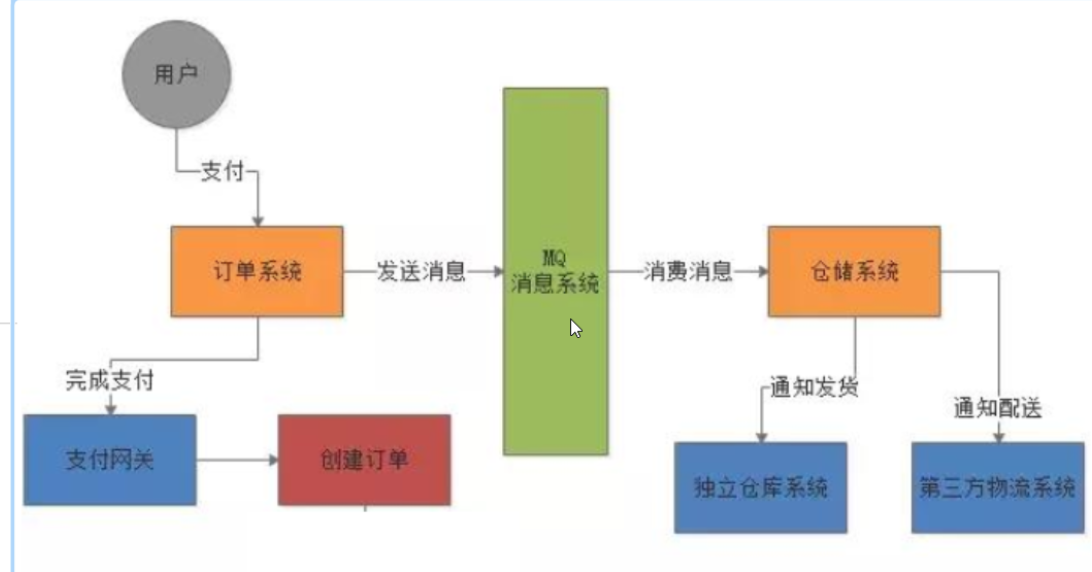 用户
支付
订单系统
发送消息
MQ
消息系统
消费消息
仓储系统
完成支付
通知发货
通知配送
支付网关
创建订单
独立仓库系统
第三方物流系统